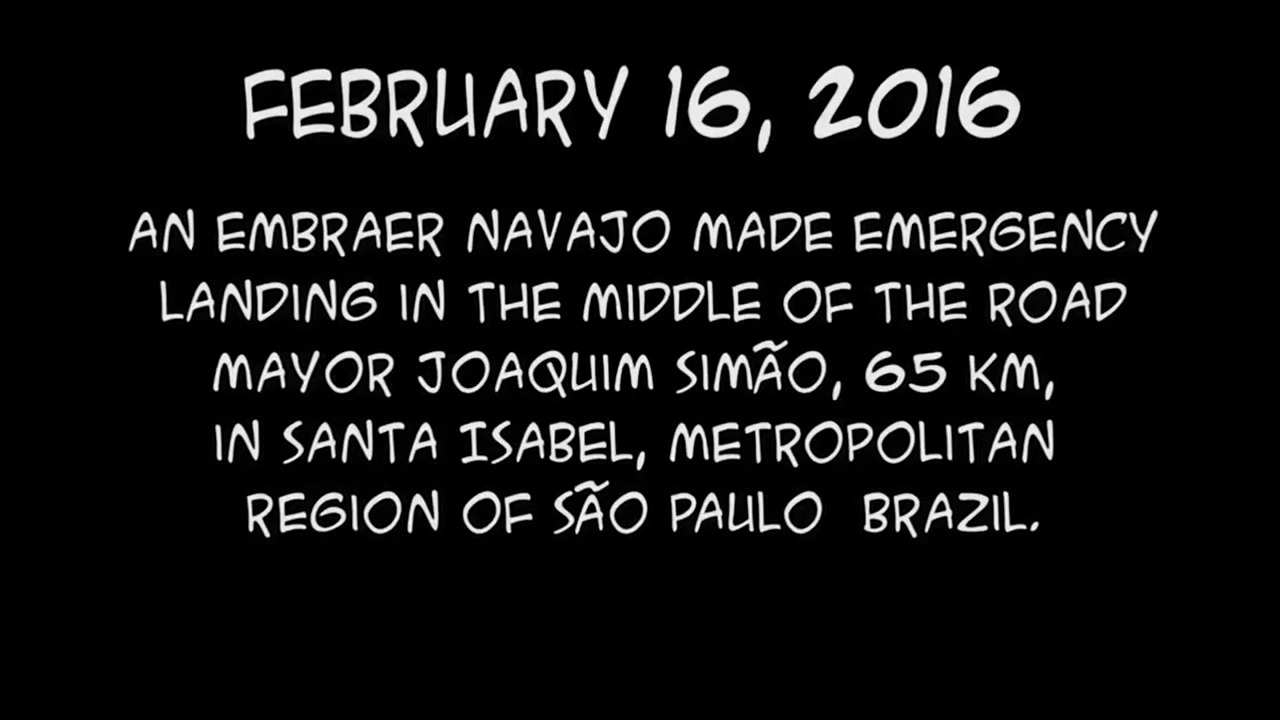 FEBRUARY 16, 2016
AN EMBRAER NAVAJO MADE EMERGENCY
LANDING IN THE MIDDLE OF THE ROAD
MAYOR JOAQUIM SIMÃO, 65 KM,
IN SANTA ISABEL, METROPOLITAN
REGION OF SÃO PAULO BRAZIL.